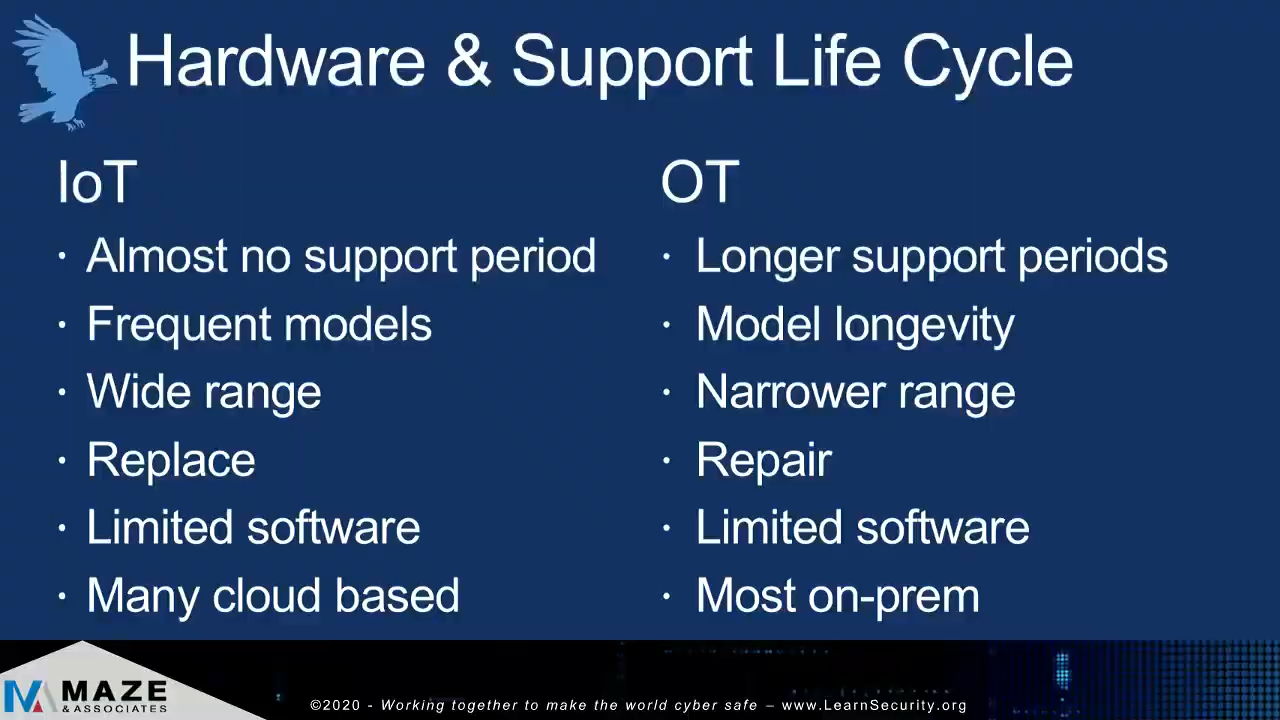 Hardware & Support Life Cycle
IoT
· Almost no support period
· Frequent models
· Wide range
· Replace
· Limited software
· Many cloud based
OT
· Longer support periods
· Model longevity
· Narrower range
· Repair
· Limited software
· Most on-prem
MAZE
& ASSOCIATES
©2020 - Working together to make the world cyber safe – www.LearnSecurity.org